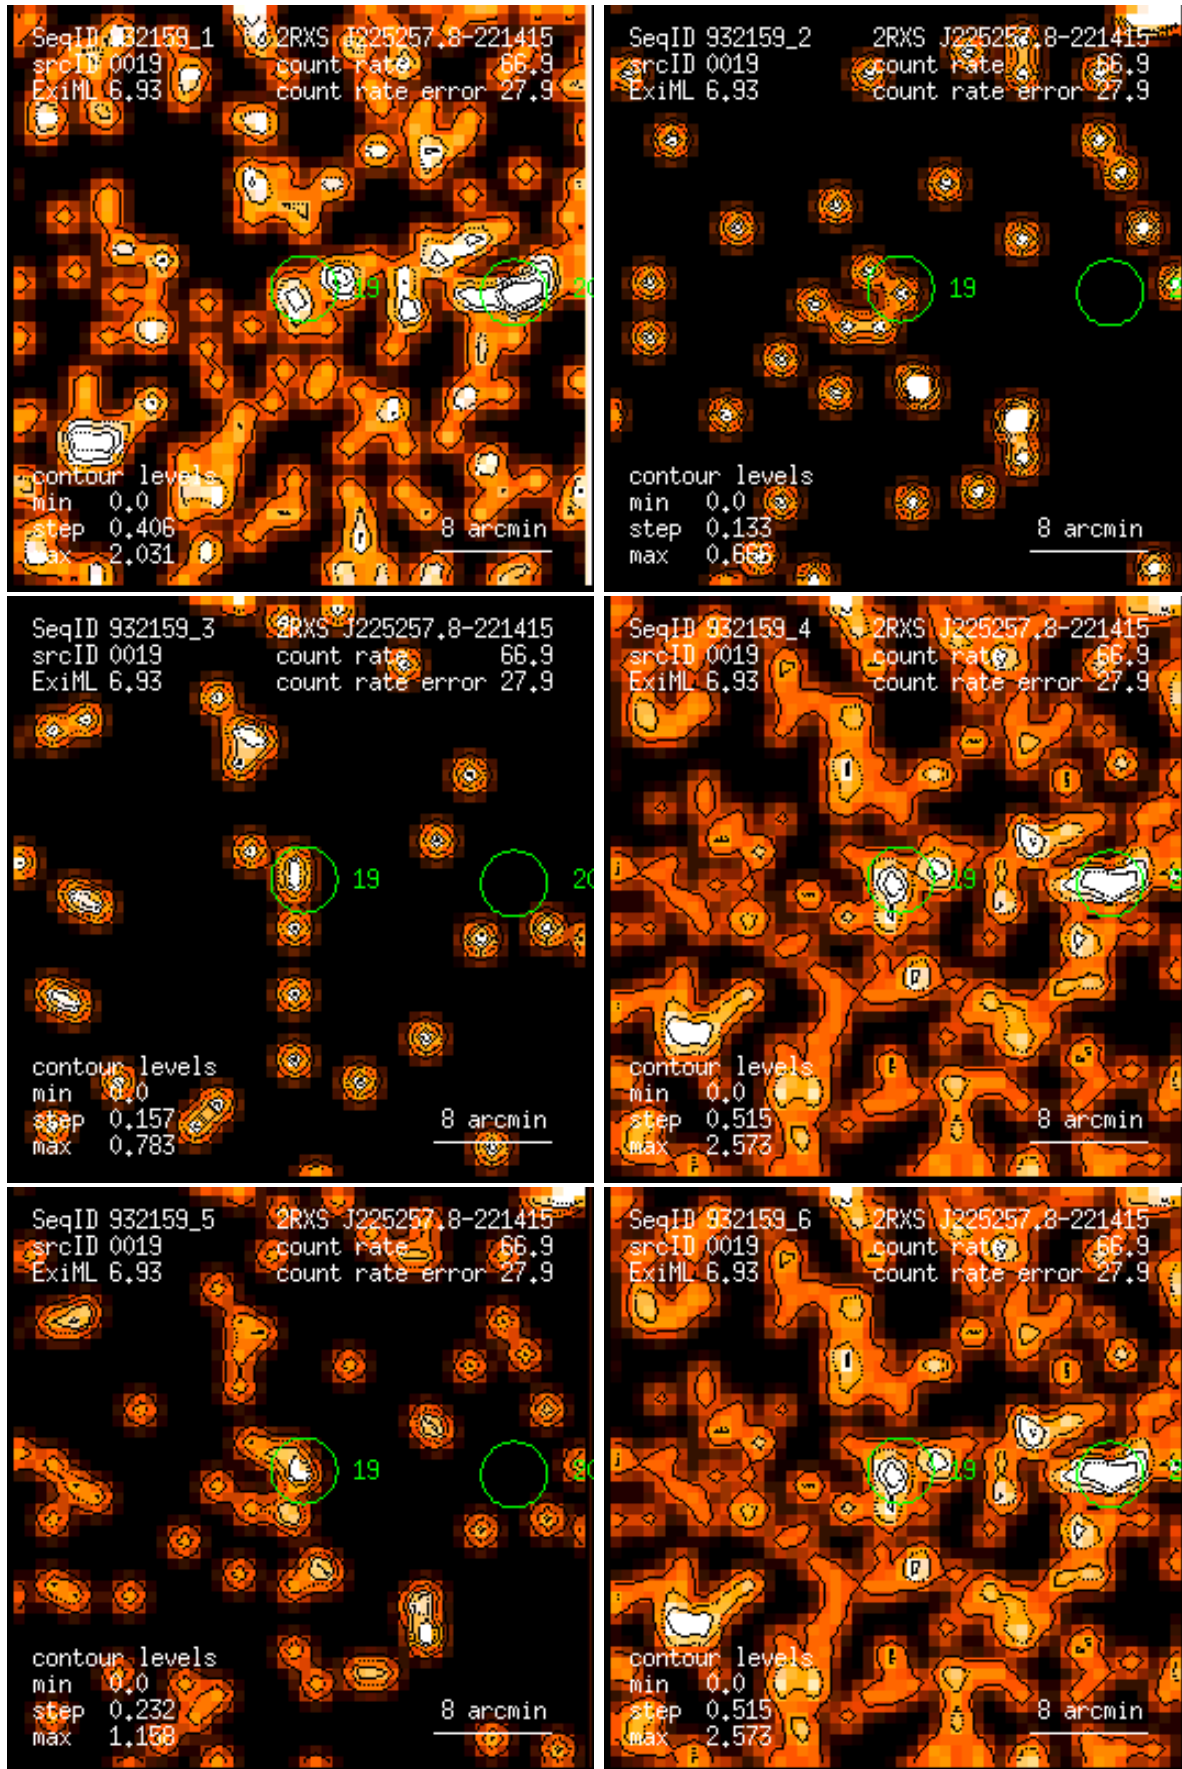 SeqID 932159_1 2RXS J225257.8-221415
srcID 0019 count rate 66.9
ExiML 6.93 count rate error 27.9
19
20
contour levels
min 0.0
step 0.406
max 2.031
8 arcmin
SeqID 932159_2 2RXS J225257.8-221415
srcID 0019 count rate 66.9
ExiML 6.93 count rate error 27.9
19
contour levels
min 0.0
step 0.133
max 0.666
8 arcmin
SeqID 932159_3 2RXS J225257.8-221415
srcID 0019 count rate 66.9
ExiML 6.93 count rate error 27.9
19
20
contour levels
min 0.0
step 0.157
max 0.783
8 arcmin
SeqID 932159_4 2RXS J225257.8-221415
srcID 0019 count rate 66.9
ExiML 6.93 count rate error 27.9
19
contour levels
min 0.0
step 0.515
max 2.573
8 arcmin
SeqID 932159_5 2RXS J225257.8-221415
srcID 0019 count rate 66.9
ExiML 6.93 count rate error 27.9
19
20
contour levels
min 0.0
step 0.232
max 1.158
8 arcmin
SeqID 932159_6 2RXS J225257.8-221415
srcID 0019 count rate 66.9
ExiML 6.93 count rate error 27.9
19
contour levels
min 0.0
step 0.515
max 2.573
8 arcmin